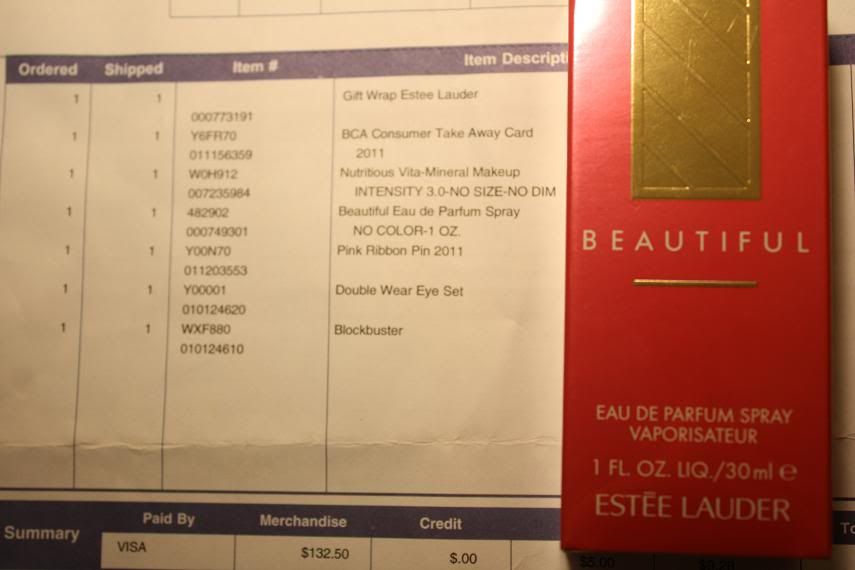 Ordered Shipped Item # Item Descripti
1 1 Gift Wrap Estee Lauder
000773191
1 1 Y6FR70 BCA Consumer Take Away Card
011156359 2011
1 1 W0H912 Nutritious Vita-Mineral Makeup
007235984 INTENSITY 3.0-NO SIZE-NO DIM
1 1 482902 Beautiful Eau de Parfum Spray
000749301 NO COLOR-1 OZ.
1 1 Y00N70 Pink Ribbon Pin 2011
011203553
1 1 Y00001 Double Wear Eye Set
010124620
1 1 WXF880 Blockbuster
010124610
Summary Paid By Merchandise Credit To
VISA $132.50 $.00 $5.00
BEAUTIFUL
EAU DE PARFUM SPRAY
VAPORISATEUR
1 FL. OZ. LIQ./30ml e
ESTĒE LAUDER